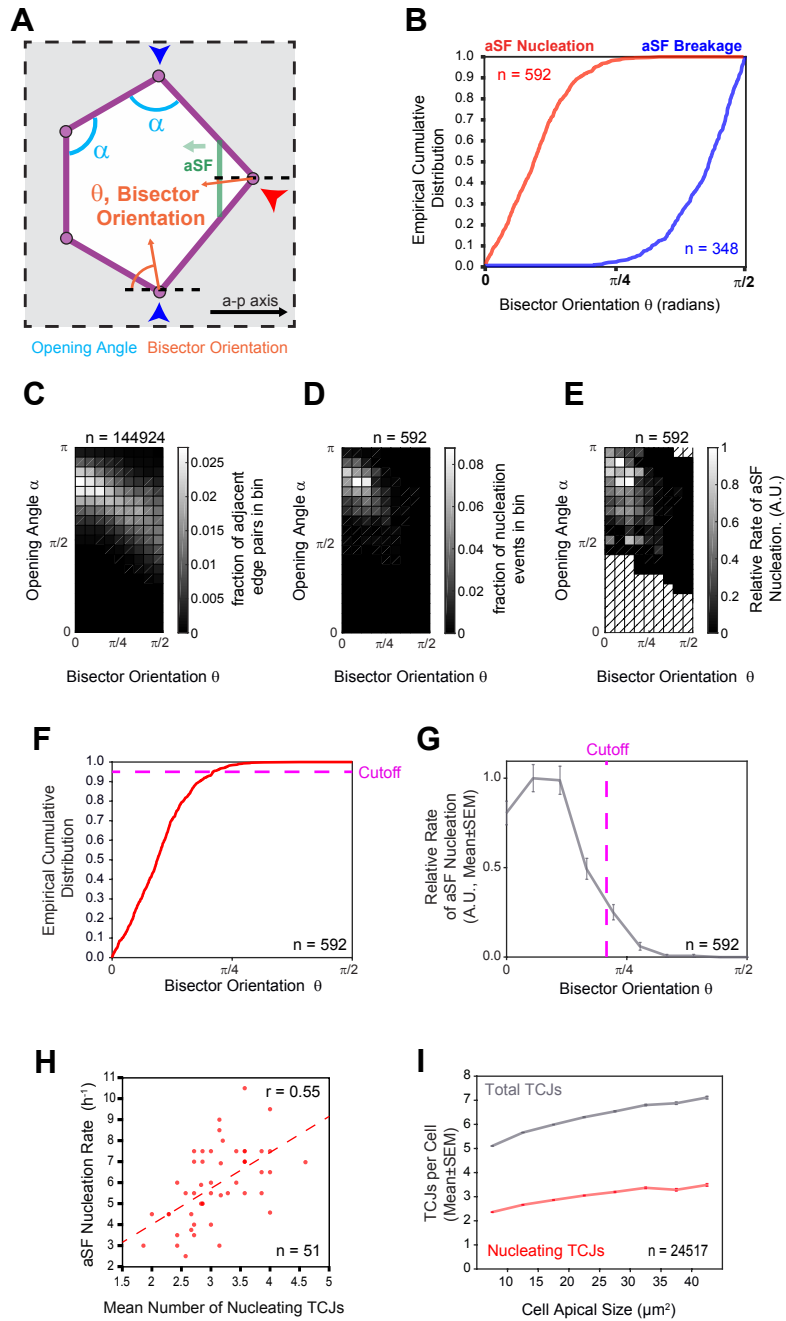 A
α
α
aSF
θ, Bisector
Orientation
a-p axis
Opening Angle
Bisector Orientation
B
aSF Nucleation
aSF Breakage
n = 592
n = 348
Empirical Cumulative
Distribution
1.0
0.9
0.8
0.7
0.6
0.5
0.4
0.3
0.2
0.1
0.0
0
π/4
π/2
Bisector Orientation θ (radians)
C
n = 144924
Opening Angle α
π
π/2
0
0
π/4
π/2
Bisector Orientation θ
0.025
0.02
0.015
0.01
0.005
0
fraction of adjacent
edge pairs in bin
D
n = 592
Opening Angle α
π
π/2
0
0
π/4
π/2
Bisector Orientation θ
0.08
0.06
0.04
0.02
0
fraction of nucleation
events in bin
E
n = 592
Opening Angle α
π
π/2
0
0
π/4
π/2
Bisector Orientation θ
1
0.8
0.6
0.4
0.2
0
Relative Rate of aSF
Nucleation. (A.U.)
F
Empirical Cumulative
Distribution
1.0
0.9
0.8
0.7
0.6
0.5
0.4
0.3
0.2
0.1
0.0
Cutoff
n = 592
0
π/4
π/2
Bisector Orientation θ
G
Cutoff
Relative Rate
of aSF Nucleation
(A.U., Mean±SEM)
1.0
0.5
0
n = 592
0
π/4
π/2
Bisector Orientation θ
H
aSF Nucleation Rate (h⁻¹)
11
10
9
8
7
6
5
4
3
2
r = 0.55
n = 51
1.5
2
2.5
3
3.5
4
4.5
5
Mean Number of Nucleating TCJs
I
TCJs per Cell
(Mean±SEM)
8
7
6
5
4
3
2
1
0
Total TCJs
Nucleating TCJs
n = 24517
10
15
20
25
30
35
40
Cell Apical Size (µm²)